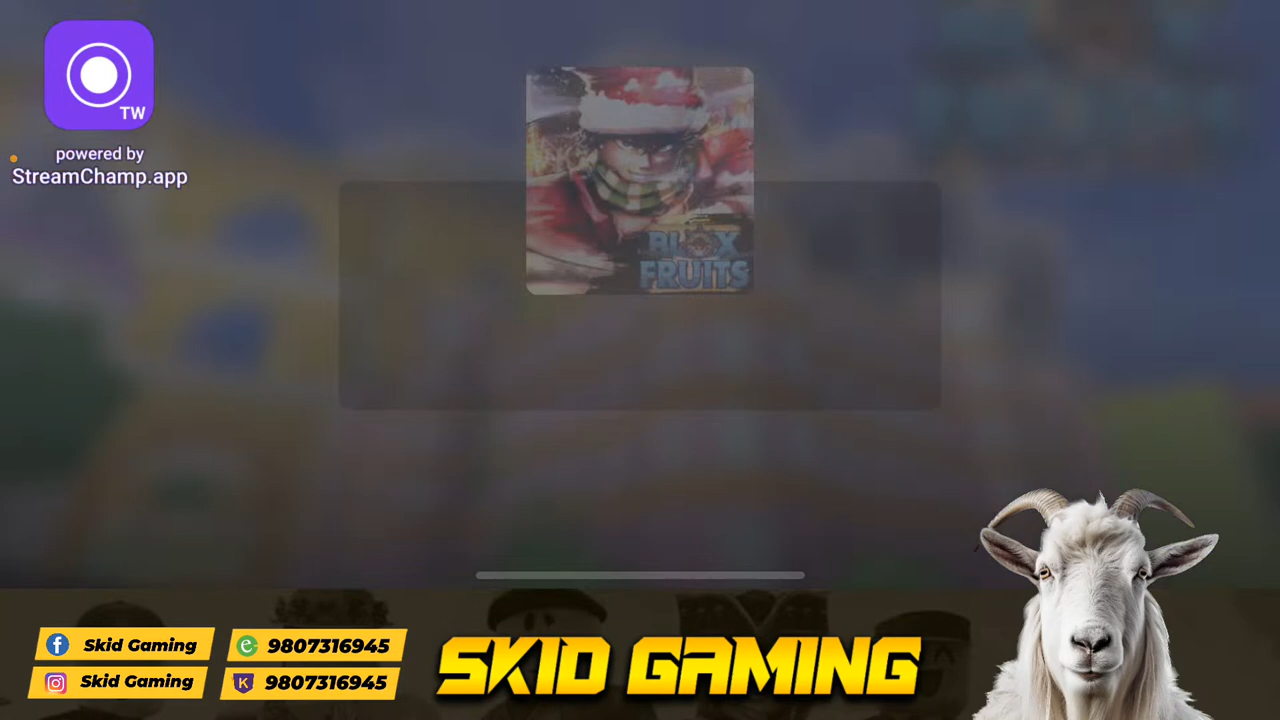 TW
powered by
StreamChamp.app
BLOX
FRUITS
Skid Gaming
9807316945
Skid Gaming
9807316945
SKID GAMING